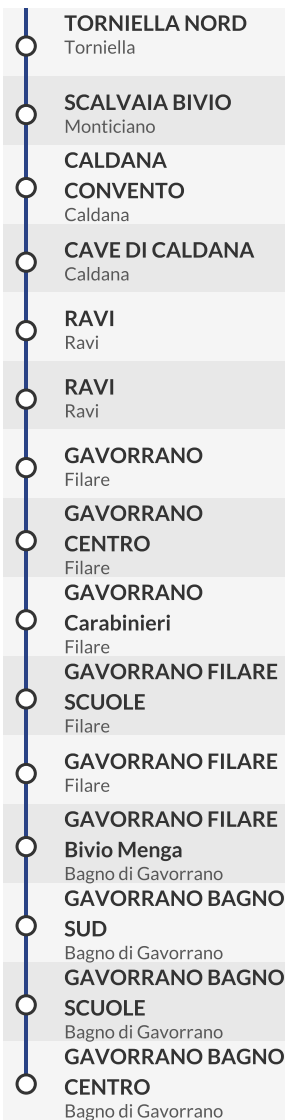 TORNIELLA NORD
Torniella
SCALVAIA BIVIO
Monticiano
CALDANA
CONVENTO
Caldana
CAVE DI CALDANA
Caldana
RAVI
Ravi
RAVI
Ravi
GAVORRANO
Filare
GAVORRANO
CENTRO
Filare
GAVORRANO
Carabinieri
Filare
GAVORRANO FILARE
SCUOLE
Filare
GAVORRANO FILARE
Filare
GAVORRANO FILARE
Bivio Menga
Bagno di Gavorrano
GAVORRANO BAGNO
SUD
Bagno di Gavorrano
GAVORRANO BAGNO
SCUOLE
Bagno di Gavorrano
GAVORRANO BAGNO
CENTRO
Bagno di Gavorrano